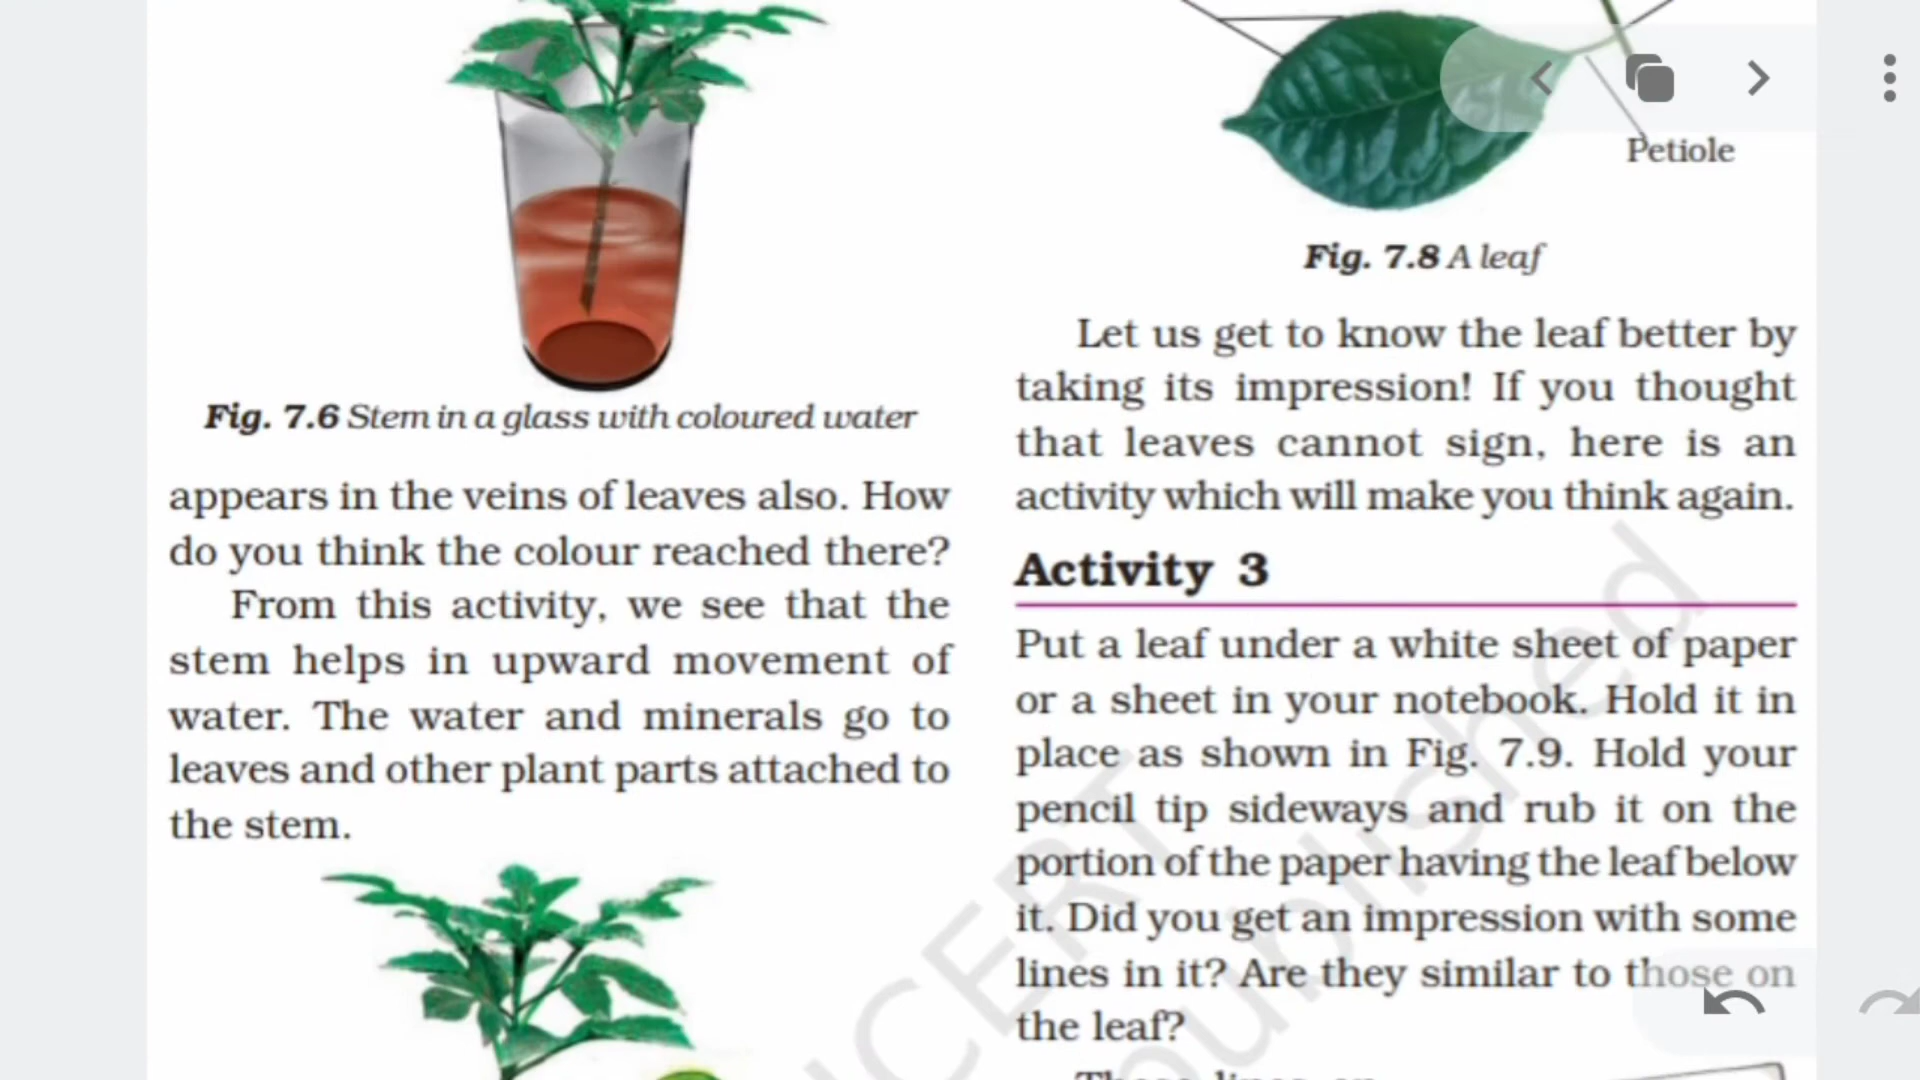 Fig. 7.6 Stem in a glass with coloured water
appears in the veins of leaves also. How
do you think the colour reached there?
From this activity, we see that the
stem helps in upward movement of
water. The water and minerals go to
leaves and other plant parts attached to
the stem.
Petiole
Fig. 7.8 A leaf
Let us get to know the leaf better by
taking its impression! If you thought
that leaves cannot sign, here is an
activity which will make you think again.
Activity 3
Put a leaf under a white sheet of paper
or a sheet in your notebook. Hold it in
place as shown in Fig. 7.9. Hold your
pencil tip sideways and rub it on the
portion of the paper having the leaf below
it. Did you get an impression with some
lines in it? Are they similar to those on
the leaf?